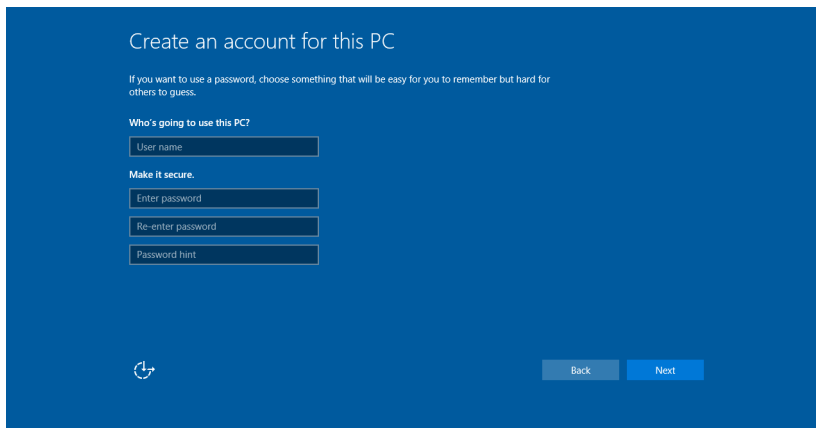 Create an account for this PC
If you want to use a password, choose something that will be easy for you to remember but hard for
others to guess.
Who's going to use this PC?
User name
Make it secure.
Enter password
Re-enter password
Password hint
Back
Next